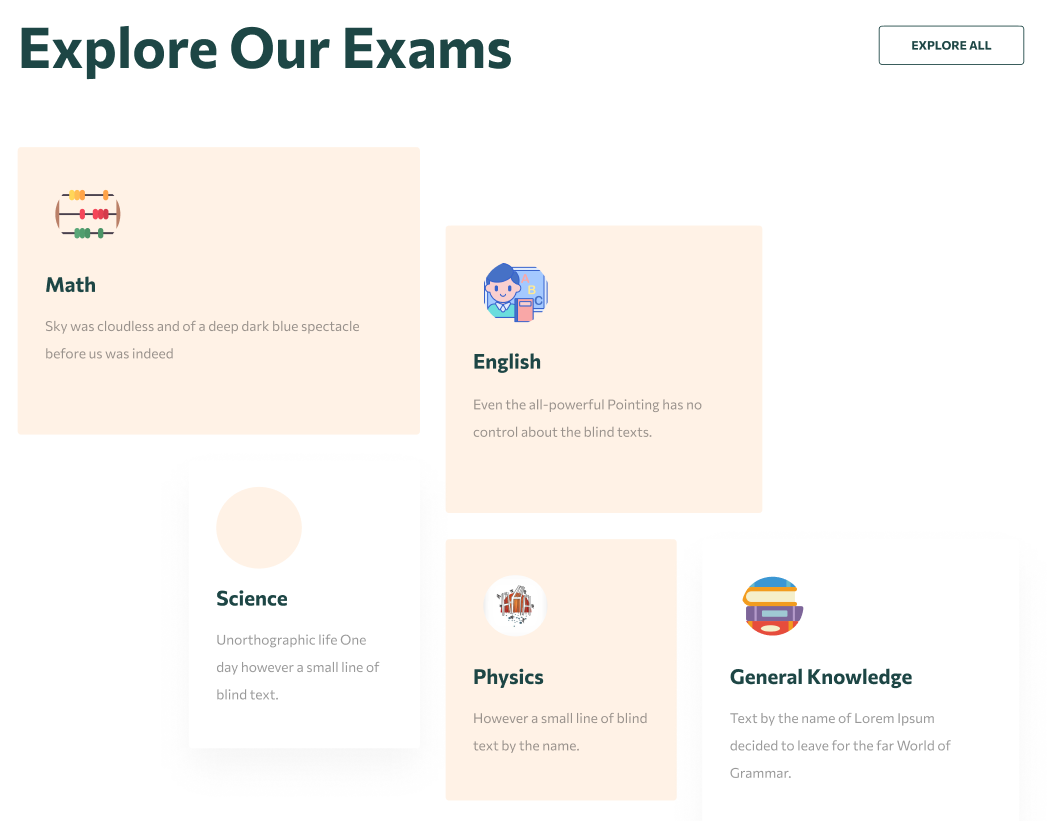 Explore Our Exams
EXPLORE ALL
Math
Sky was cloudless and of a deep dark blue spectacle
before us was indeed
A
B
C
English
Even the all-powerful Pointing has no
control about the blind texts.
Science
Unorthographic life One
day however a small line of
blind text.
Physics
However a small line of blind
text by the name.
General Knowledge
Text by the name of Lorem Ipsum
decided to leave for the far World of
Grammar.